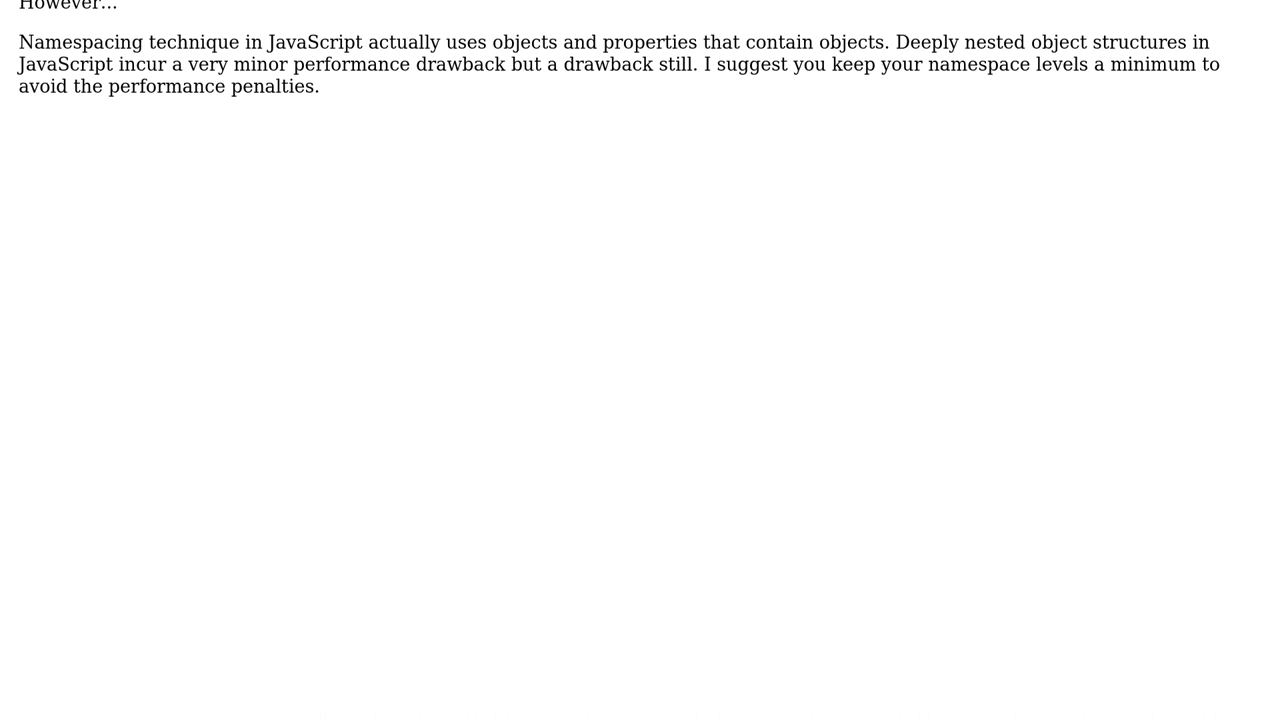 However...
Namespacing technique in JavaScript actually uses objects and properties that contain objects. Deeply nested object structures in
JavaScript incur a very minor performance drawback but a drawback still. I suggest you keep your namespace levels a minimum to
avoid the performance penalties.